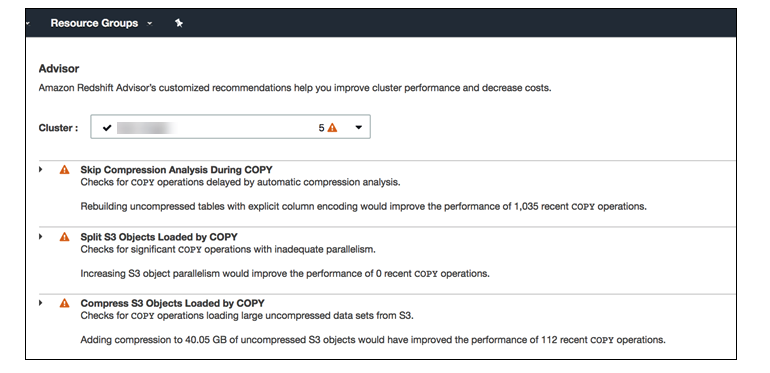 Resource Groups
Advisor
Amazon Redshift Advisor's customized recommendations help you improve cluster performance and decrease costs.
Cluster : 5
Skip Compression Analysis During COPY
Checks for COPY operations delayed by automatic compression analysis.
Rebuilding uncompressed tables with explicit column encoding would improve the performance of 1,035 recent COPY operations.
Split S3 Objects Loaded by COPY
Checks for significant COPY operations with inadequate parallelism.
Increasing S3 object parallelism would improve the performance of 0 recent COPY operations.
Compress S3 Objects Loaded by COPY
Checks for COPY operations loading large uncompressed data sets from S3.
Adding compression to 40.05 GB of uncompressed S3 objects would have improved the performance of 112 recent COPY operations.